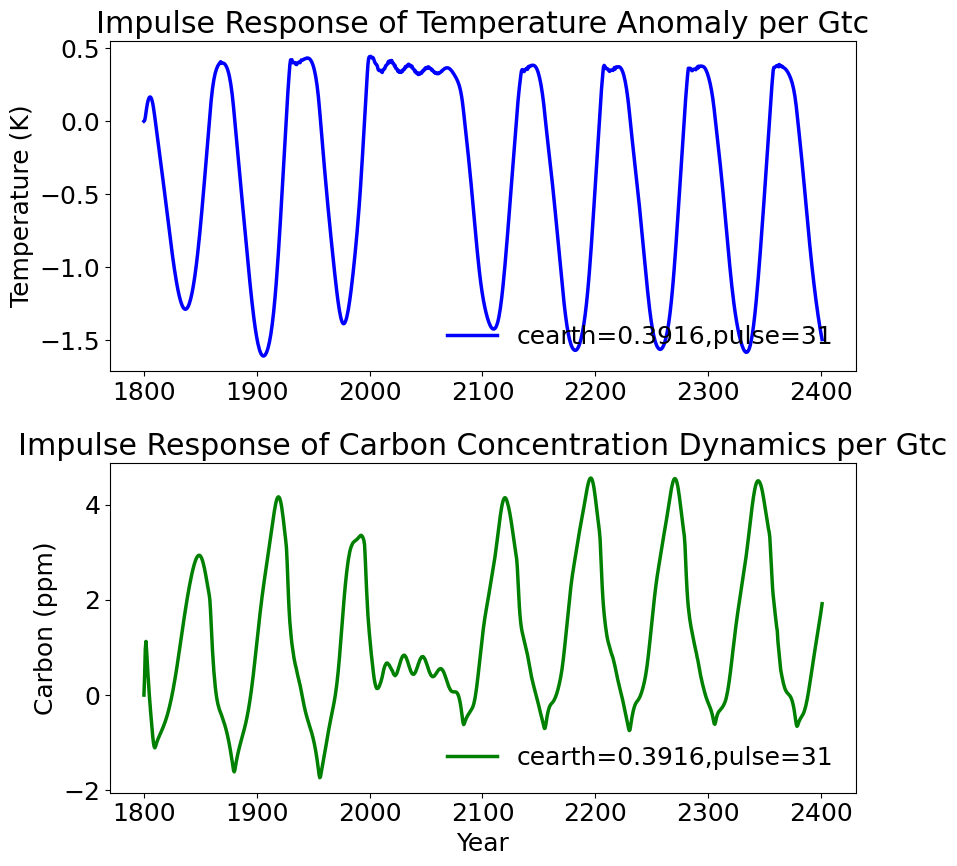 Impulse Response of Temperature Anomaly per Gtc
Temperature (K)
0.5
0.0
−0.5
−1.0
−1.5
cearth=0.3916,pulse=31
1800 1900 2000 2100 2200 2300 2400
Impulse Response of Carbon Concentration Dynamics per Gtc
Carbon (ppm)
4
2
0
−2
cearth=0.3916,pulse=31
1800 1900 2000 2100 2200 2300 2400
Year